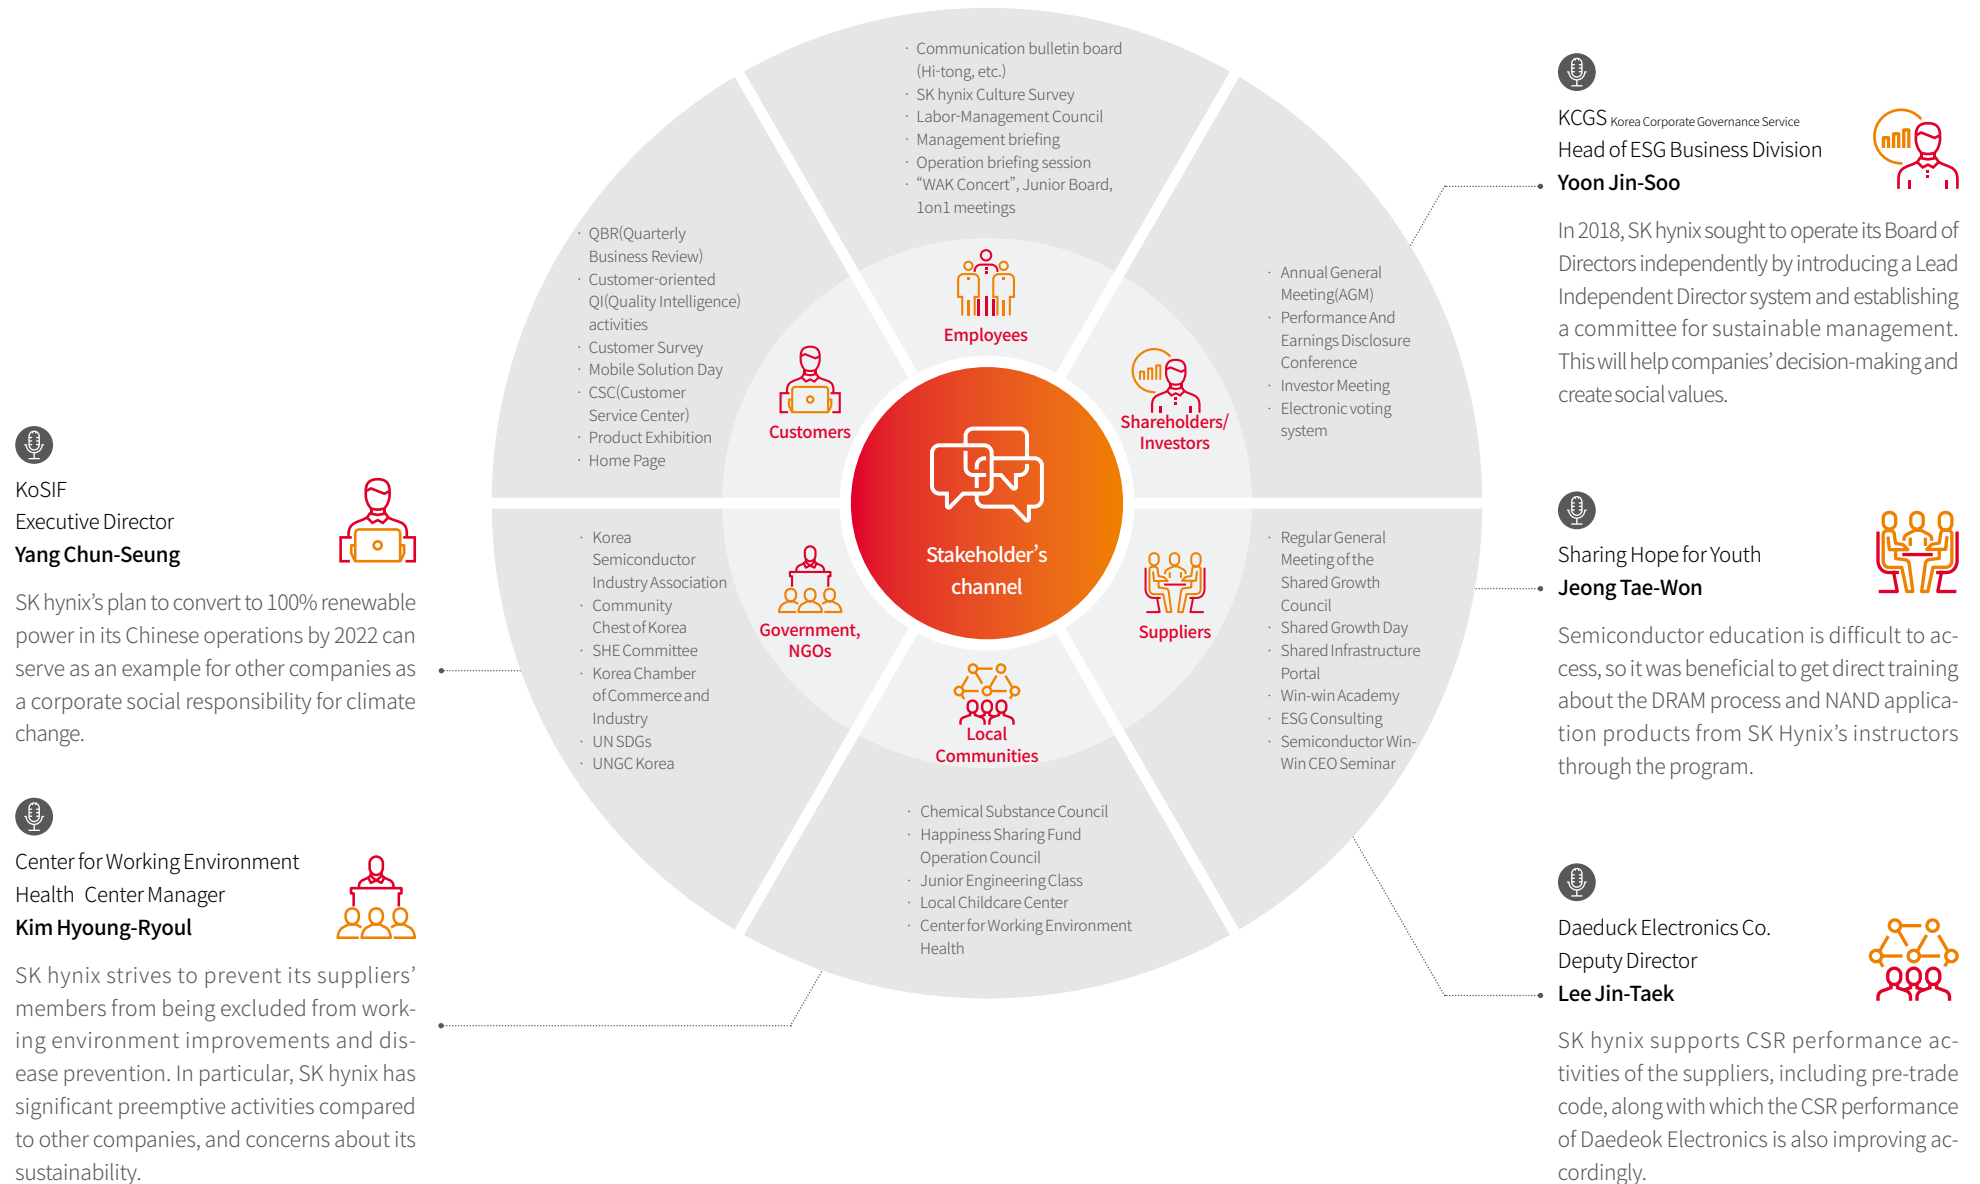 · Communication bulletin board
(Hi-tong, etc.)
· SK hynix Culture Survey
· Labor-Management Council
· Management briefing
· Operation briefing session
· “WAK Concert”, Junior Board,
1on1 meetings
Employees
· QBR(Quarterly
Business Review)
· Customer-oriented
QI(Quality Intelligence)
activities
· Customer Survey
· Mobile Solution Day
· CSC(Customer
Service Center)
· Product Exhibition
· Home Page
Customers
· Annual General
Meeting(AGM)
· Performance And
Earnings Disclosure
Conference
· Investor Meeting
· Electronic voting
system
Shareholders/
Investors
Stakeholder’s
channel
· Korea
Semiconductor
Industry Association
· Community
Chest of Korea
· SHE Committee
· Korea Chamber
of Commerce and
Industry
· UN SDGs
· UNGC Korea
Government,
NGOs
· Regular General
Meeting of the
Shared Growth
Council
· Shared Growth Day
· Shared Infrastructure
Portal
· Win-win Academy
· ESG Consulting
· Semiconductor Win-
Win CEO Seminar
Suppliers
Local
Communities
· Chemical Substance Council
· Happiness Sharing Fund
Operation Council
· Junior Engineering Class
· Local Childcare Center
· Center for Working Environment
Health
KoSIF
Executive Director
Yang Chun-Seung
SK hynix’s plan to convert to 100% renewable
power in its Chinese operations by 2022 can
serve as an example for other companies as
a corporate social responsibility for climate
change.
Center for Working Environment
Health Center Manager
Kim Hyoung-Ryoul
SK hynix strives to prevent its suppliers’
members from being excluded from work-
ing environment improvements and dis-
ease prevention. In particular, SK hynix has
significant preemptive activities compared
to other companies, and concerns about its
sustainability.
KCGS Korea Corporate Governance Service
Head of ESG Business Division
Yoon Jin-Soo
In 2018, SK hynix sought to operate its Board of
Directors independently by introducing a Lead
Independent Director system and establishing
a committee for sustainable management.
This will help companies’ decision-making and
create social values.
Sharing Hope for Youth
Jeong Tae-Won
Semiconductor education is difficult to ac-
cess, so it was beneficial to get direct training
about the DRAM process and NAND applica-
tion products from SK Hynix’s instructors
through the program.
Daeduck Electronics Co.
Deputy Director
Lee Jin-Taek
SK hynix supports CSR performance ac-
tivities of the suppliers, including pre-trade
code, along with which the CSR performance
of Daedeok Electronics is also improving ac-
cordingly.